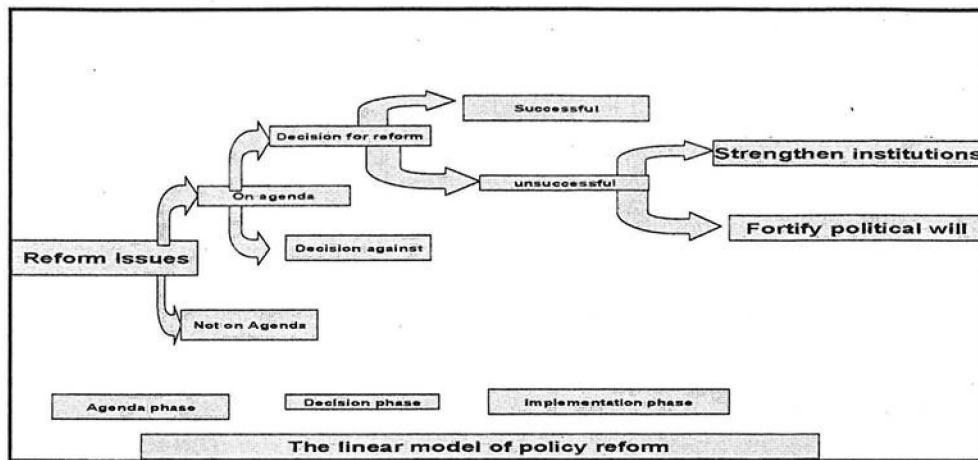 Successful
Decision for reform
Strengthen institutions
unsuccessful
On agenda
Fortify political will
Decision against
Reform issues
Not on Agenda
Agenda phase
Decision phase
Implementation phase
The linear model of policy reform